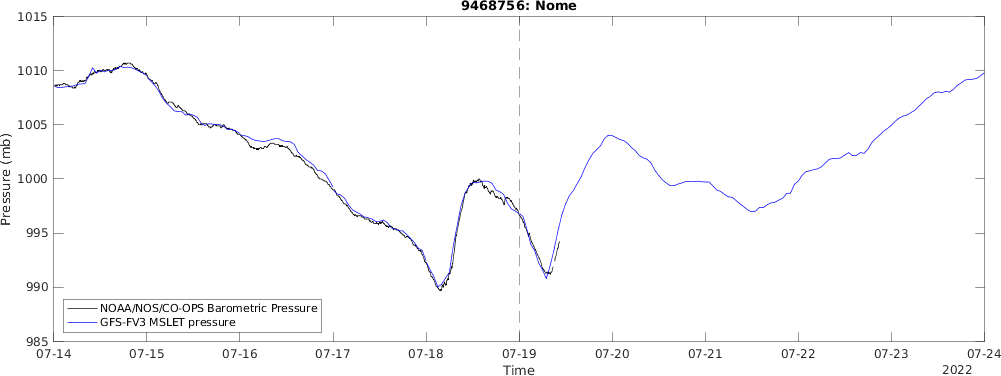 9468756: Nome
1015
1010
1005
1000
995
990
985
Pressure (mb)
NOAA/NOS/CO-OPS Barometric Pressure
GFS-FV3 MSLET pressure
07-14 07-15 07-16 07-17 07-18 07-19 07-20 07-21 07-22 07-23 07-24
Time
2022